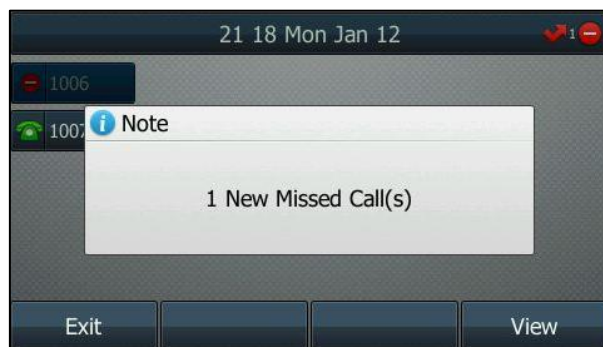 21 18 Mon Jan 12
1
1006
1007
Note
1 New Missed Call(s)
Exit
View